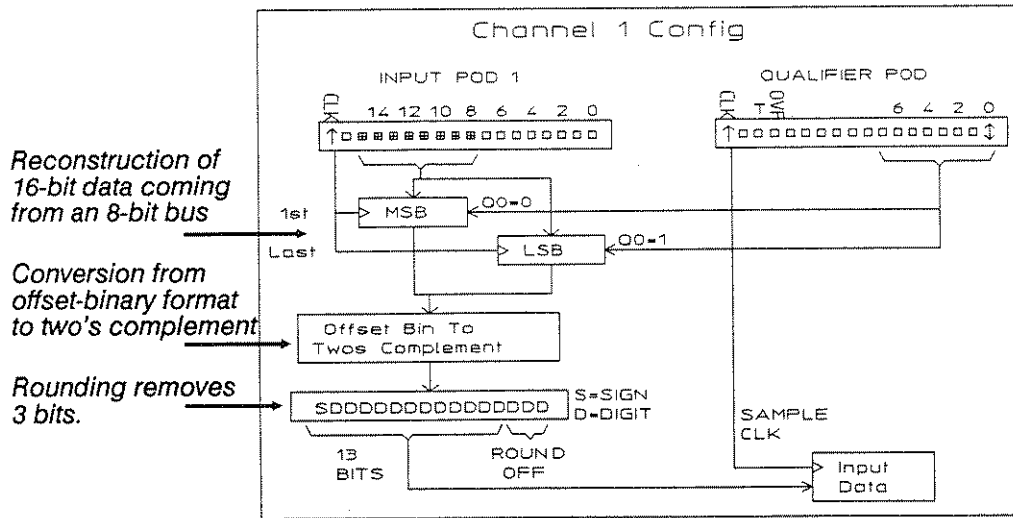 Channel 1 Config
INPUT POD 1
QUALIFIER POD
CLK 14 12 10 8 6 4 2 0
CLK T OVF 6 4 2 0
Reconstruction of
16-bit data coming
from an 8-bit bus
1st
Last
MSB
Q0=0
LSB
Q0=1
Conversion from
offset-binary format
to two's complement
Offset Bin To
Twos Complement
Rounding removes
3 bits.
SDDDDDDDDDDDDDDD
S=SIGN
D=DIGIT
13
BITS
ROUND
OFF
SAMPLE
CLK
Input
Data